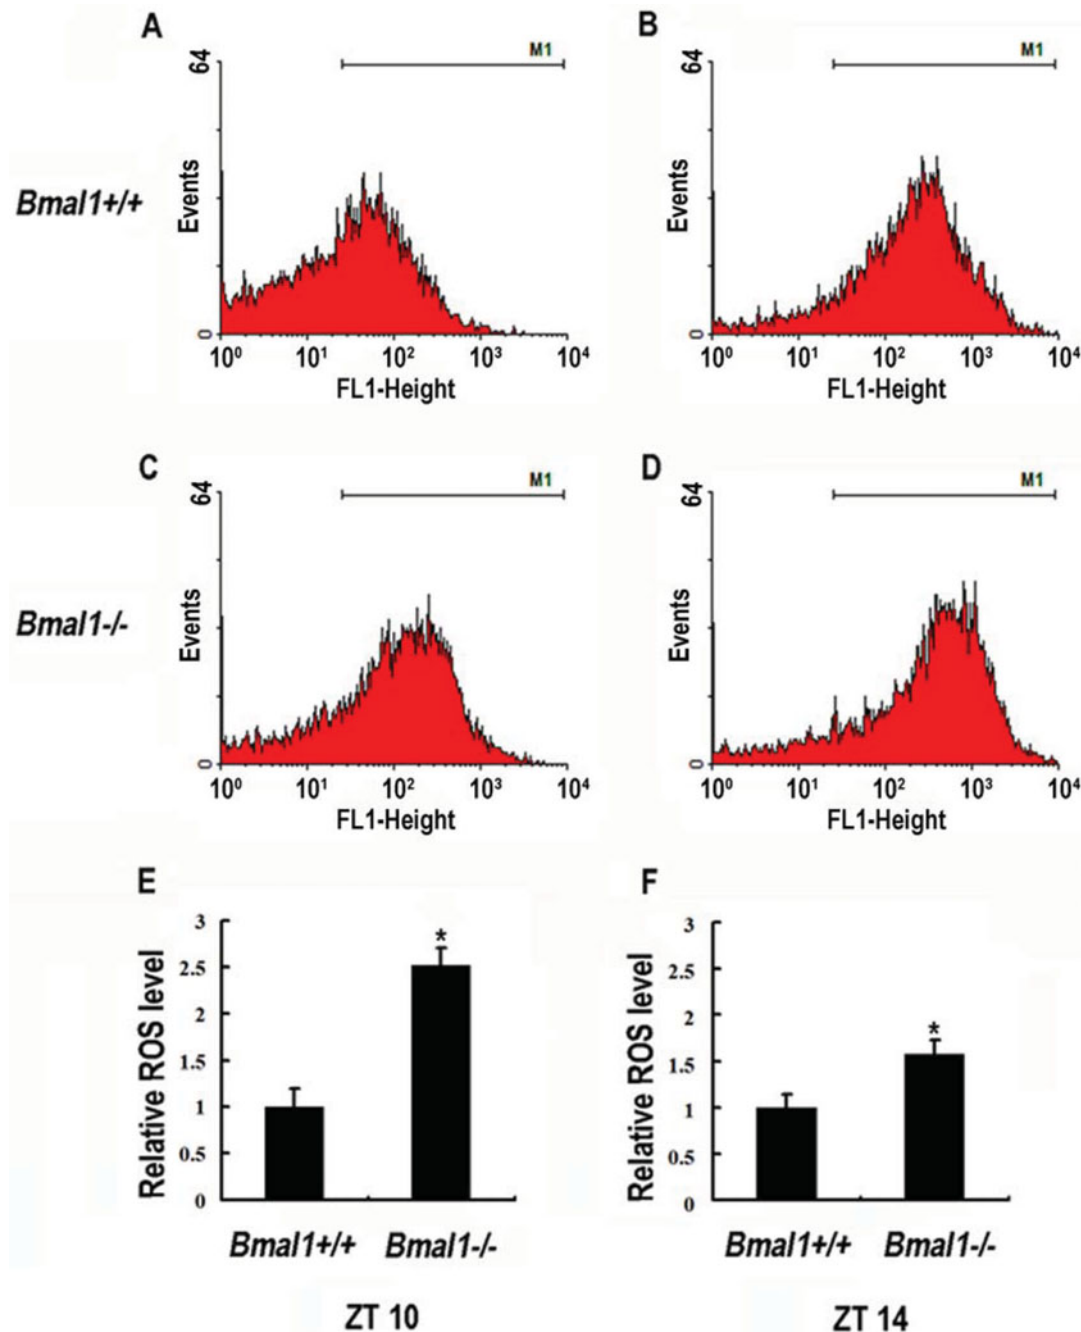 A
B
M1
M1
64
64
Bmal1+/+
Events
Events
0
0
10⁰ 10¹ 10² 10³ 10⁴
10⁰ 10¹ 10² 10³ 10⁴
FL1-Height
FL1-Height
C
D
M1
M1
64
64
Bmal1-/-
Events
Events
0
0
10⁰ 10¹ 10² 10³ 10⁴
10⁰ 10¹ 10² 10³ 10⁴
FL1-Height
FL1-Height
E
F
Relative ROS level
3
2.5
2
1.5
1
0.5
0
*
Bmal1+/+ Bmal1-/-
ZT 10
Relative ROS level
3
2.5
2
1.5
1
0.5
0
*
Bmal1+/+ Bmal1-/-
ZT 14